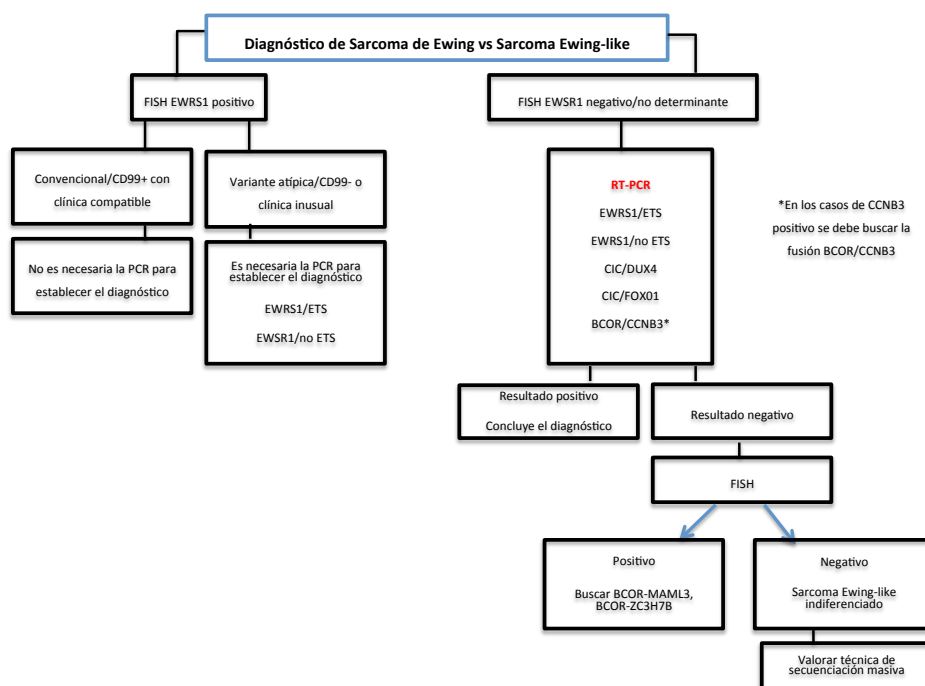 Diagnóstico de Sarcoma de Ewing vs Sarcoma Ewing-like
FISH EWRS1 positivo
FISH EWSR1 negativo/no determinante
Convencional/CD99+ con
clínica compatible
Variante atípica/CD99- o
clínica inusual
No es necesaria la PCR para
establecer el diagnóstico
Es necesaria la PCR para
establecer el diagnóstico
EWRS1/ETS
EWSR1/no ETS
RT-PCR
EWRS1/ETS
EWRS1/no ETS
CIC/DUX4
CIC/FOX01
BCOR/CCNB3*
*En los casos de CCNB3
positivo se debe buscar la
fusión BCOR/CCNB3
Resultado positivo
Concluye el diagnóstico
Resultado negativo
FISH
Positivo
Buscar BCOR-MAML3,
BCOR-ZC3H7B
Negativo
Sarcoma Ewing-like
indiferenciado
Valorar técnica de
secuenciación masiva